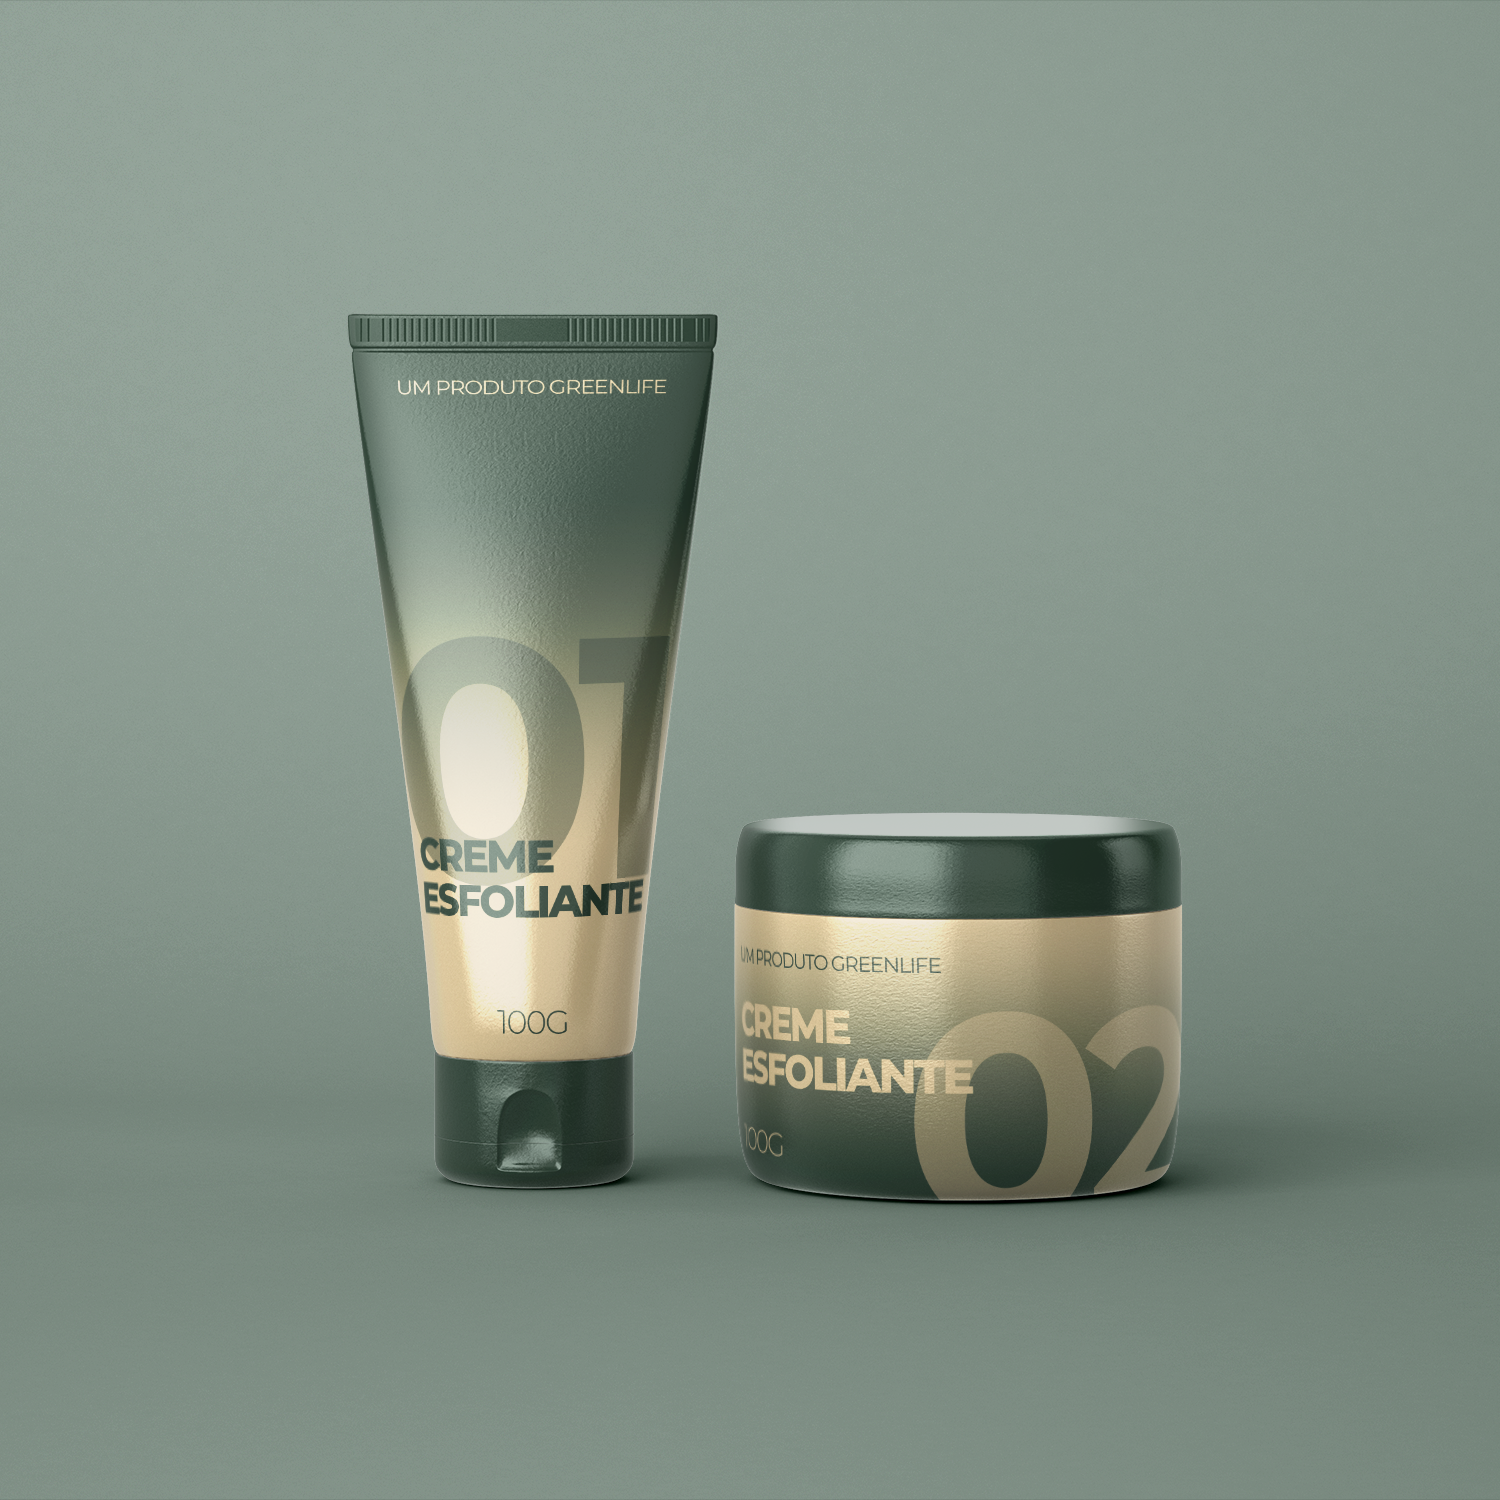 UM PRODUTO GREENLIFE
01
CREME
ESFOLIANTE
100G
UM PRODUTO GREENLIFE
CREME
ESFOLIANTE
02
100G